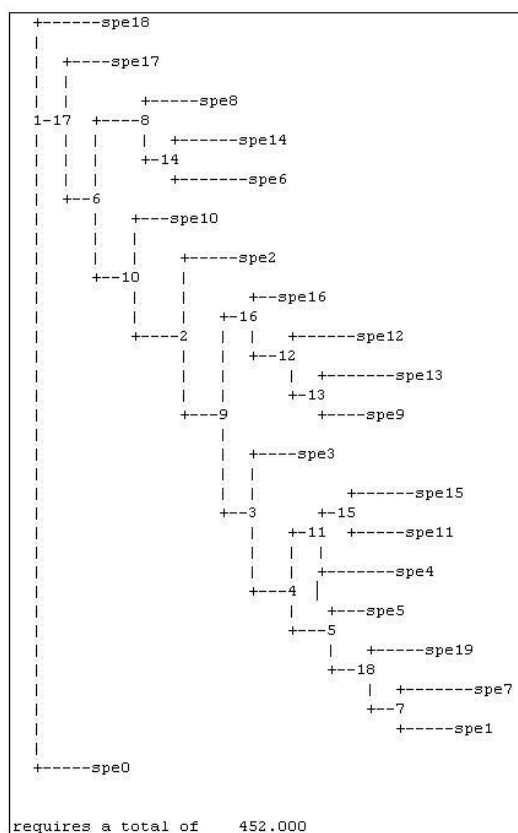 +------spe18
|
| +-----spe17
| |
| | +------spe8
1-17 +----8
| | | | +-------spe14
| | | +-14
| +--6 +--------spe6
| | +----spe10
| | |
| | | +------spe2
| +--10 |
| | | +--spe16
| | | +-16
| +----2 | | +-------spe12
| | | +--12
| | | | +--------spe13
| | | +-13
| +---9 +-----spe9
| |
| | +----spe3
| | |
| | | +-------spe15
| +--3 +-15
| | +-11 +-----spe11
| | | |
| | | +-------spe4
| +---4 |
| | +----spe5
| +---5
| | +-----spe19
| +--18
| | +--------spe7
| +--7
| +-----spe1
|
+------spe0
requires a total of 452.000